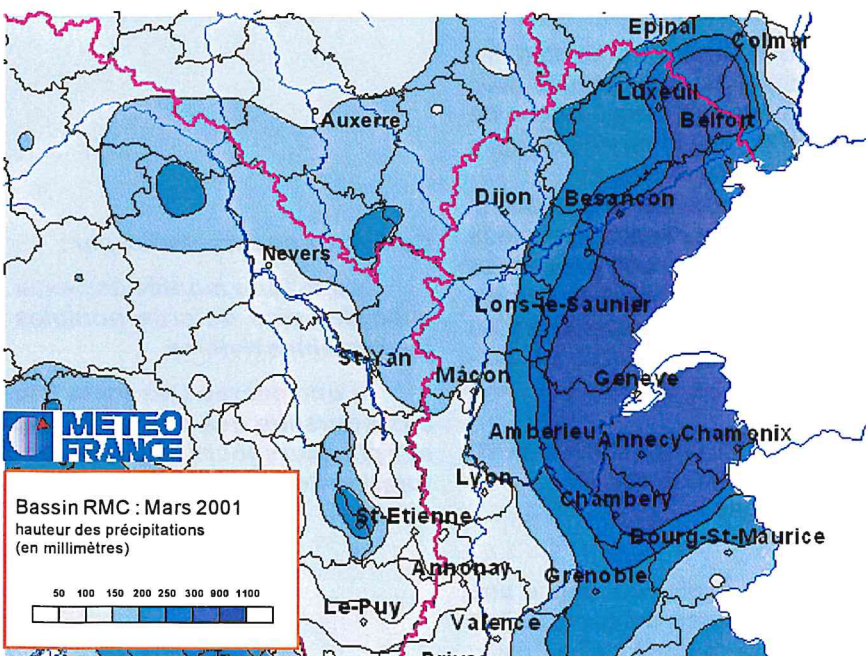 Epinal
Colmar
Luxeuil
Auxerre
Belfort
Dijon
Besancon
Nevers
Lons-le-Saunier
St-Yan
Mâcon
Geneve
METEO
FRANCE
Amberieu
Annecy
Chamonix
Lyon
Chambery
Bassin RMC : Mars 2001
hauteur des précipitations
(en millimètres)
St-Etienne
Bourg-St-Maurice
Annonay
Grenoble
50 100 150 200 250 300 900 1100
Le-Puy
Valence